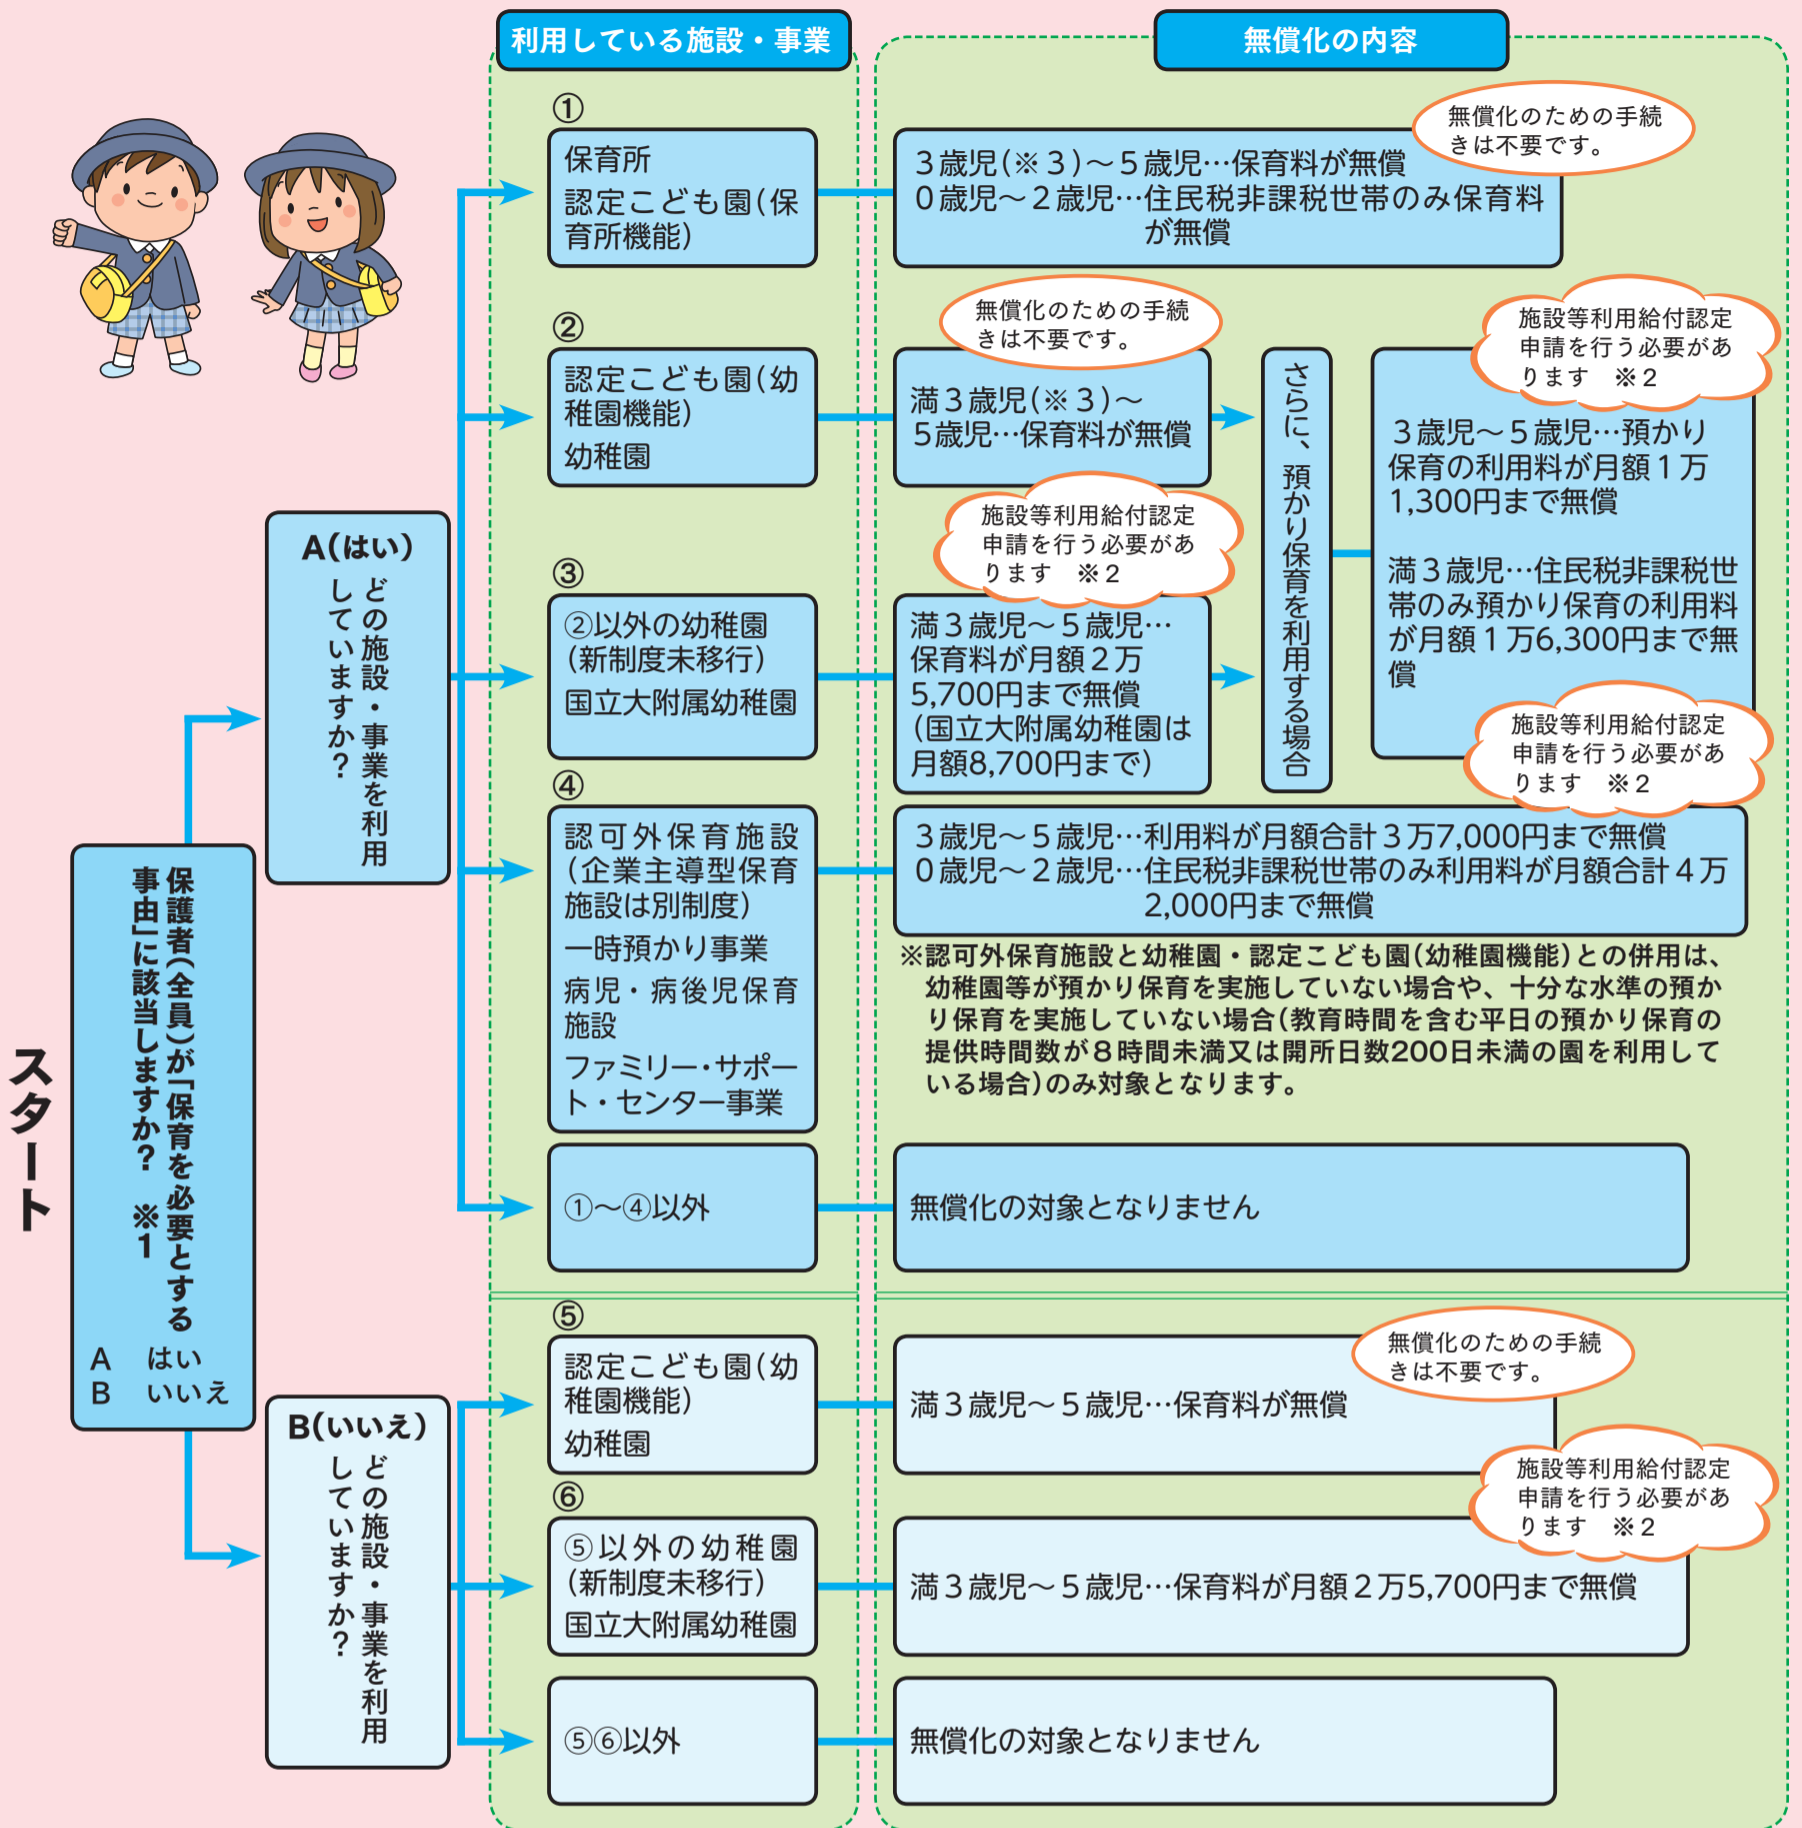 利用している施設・事業
無償化の内容
スタート
保護者(全員)が「保育を必要とする
事由」に該当しますか？　※1
A　はい
B　いいえ
A(はい)
どの施設・事業を利用
していますか？
①
保育所
認定こども園(保
育所機能)
無償化のための手続
きは不要です。
３歳児(※３)～５歳児…保育料が無償
０歳児～２歳児…住民税非課税世帯のみ保育料
が無償
②
認定こども園(幼
稚園機能)
幼稚園
無償化のための手続
きは不要です。
満３歳児(※３)～
５歳児…保育料が無償
③
②以外の幼稚園
(新制度未移行)
国立大附属幼稚園
施設等利用給付認定
申請を行う必要があ
ります　※２
満３歳児～５歳児…
保育料が月額２万
5,700円まで無償
(国立大附属幼稚園は
月額8,700円まで)
さらに、預かり保育を利用する場合
施設等利用給付認定
申請を行う必要があ
ります　※２
３歳児～５歳児…預かり
保育の利用料が月額１万
1,300円まで無償
満３歳児…住民税非課税世
帯のみ預かり保育の利用料
が月額１万6,300円まで無
償
④
認可外保育施設
(企業主導型保育
施設は別制度)
一時預かり事業
病児・病後児保育
施設
ファミリー・サポー
ト・センター事業
施設等利用給付認定
申請を行う必要があ
ります　※２
３歳児～５歳児…利用料が月額合計３万7,000円まで無償
０歳児～２歳児…住民税非課税世帯のみ利用料が月額合計４万
2,000円まで無償
※認可外保育施設と幼稚園・認定こども園(幼稚園機能)との併用は、
幼稚園等が預かり保育を実施していない場合や、十分な水準の預か
り保育を実施していない場合(教育時間を含む平日の預かり保育の
提供時間数が８時間未満又は開所日数200日未満の園を利用して
いる場合)のみ対象となります。
①～④以外
無償化の対象となりません
B(いいえ)
どの施設・事業を利用
していますか？
⑤
認定こども園(幼
稚園機能)
幼稚園
無償化のための手続
きは不要です。
満３歳児～５歳児…保育料が無償
⑥
⑤以外の幼稚園
(新制度未移行)
国立大附属幼稚園
施設等利用給付認定
申請を行う必要があ
ります　※２
満３歳児～５歳児…保育料が月額２万5,700円まで無償
⑤⑥以外
無償化の対象となりません